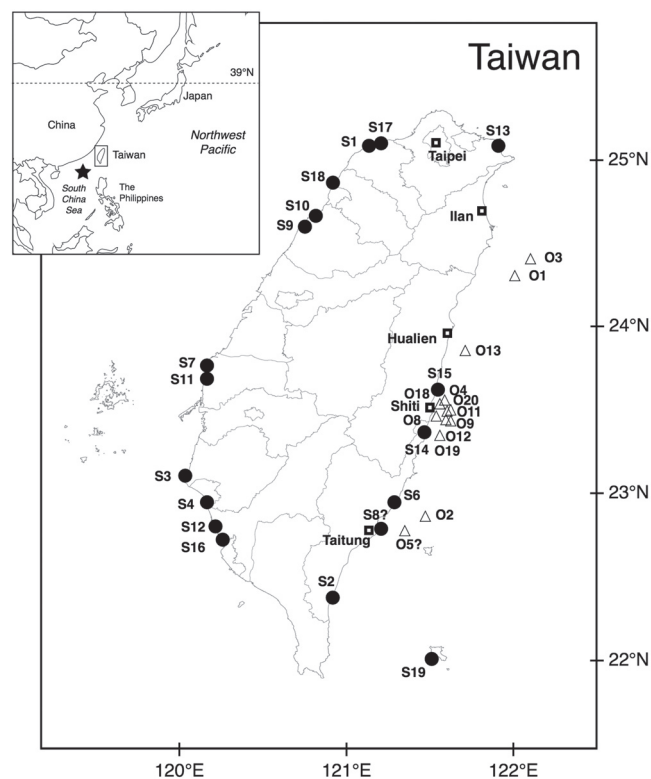 Taiwan
39°N
Japan
China
Northwest
Pacific
Taiwan
South
China
Sea
The
Philippines
S17
S1
S13
Taipei
25°N
S18
S10
S9
Ilan
O3
O1
24°N
Hualien
O13
S7
S11
S15
O18
O4
O20
Shiti
O11
O8
O9
O12
S14
O19
S3
23°N
S4
S6
S12
S8?
O2
S16
Taitung
O5?
S2
22°N
S19
120°E
121°E
122°E